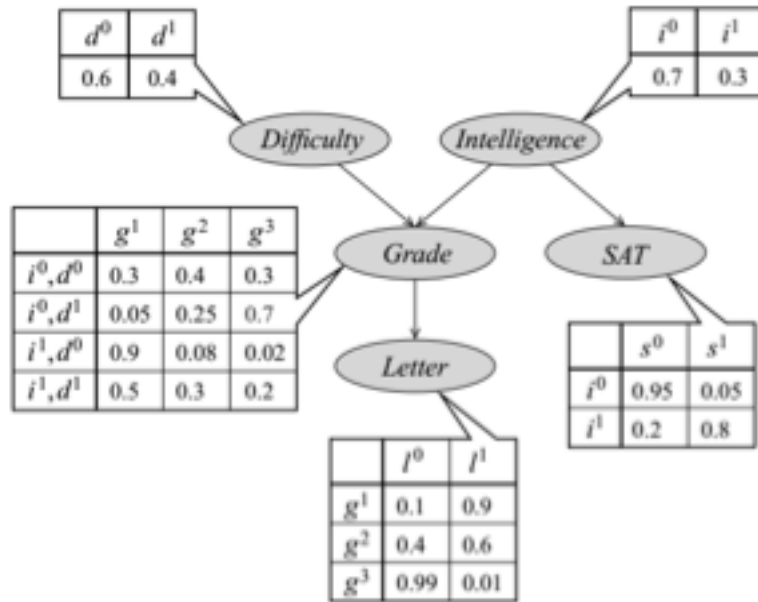 d⁰ d¹
0.6 0.4
i⁰ i¹
0.7 0.3
Difficulty
Intelligence
g¹ g² g³
i⁰,d⁰ 0.3 0.4 0.3
i⁰,d¹ 0.05 0.25 0.7
i¹,d⁰ 0.9 0.08 0.02
i¹,d¹ 0.5 0.3 0.2
Grade
SAT
Letter
s⁰ s¹
i⁰ 0.95 0.05
i¹ 0.2 0.8
l⁰ l¹
g¹ 0.1 0.9
g² 0.4 0.6
g³ 0.99 0.01